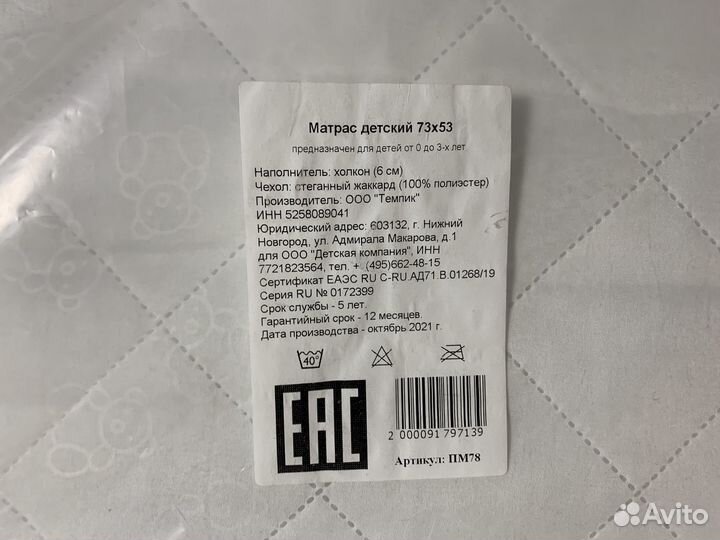 Матрас детский 73х53
предназначен для детей от 0 до 3-х лет
Наполнитель: холкон (6 см)
Чехол: стеганный жаккард (100% полиэстер)
Производитель: ООО "Темпик"
ИНН 5258089041
Юридический адрес: 603132, г. Нижний
Новгород, ул. Адмирала Макарова, д.1
для ООО "Детская компания", ИНН
7721823564, тел. + (495)662-48-15
Сертификат ЕАЭС RU С-RU.АД71.В.01268/19
Серия RU № 0172399
Срок службы - 5 лет.
Гарантийный срок - 12 месяцев.
Дата производства - октябрь 2021 г.
40°
EAC
2 000091 797139
Артикул: ПМ78
Avito